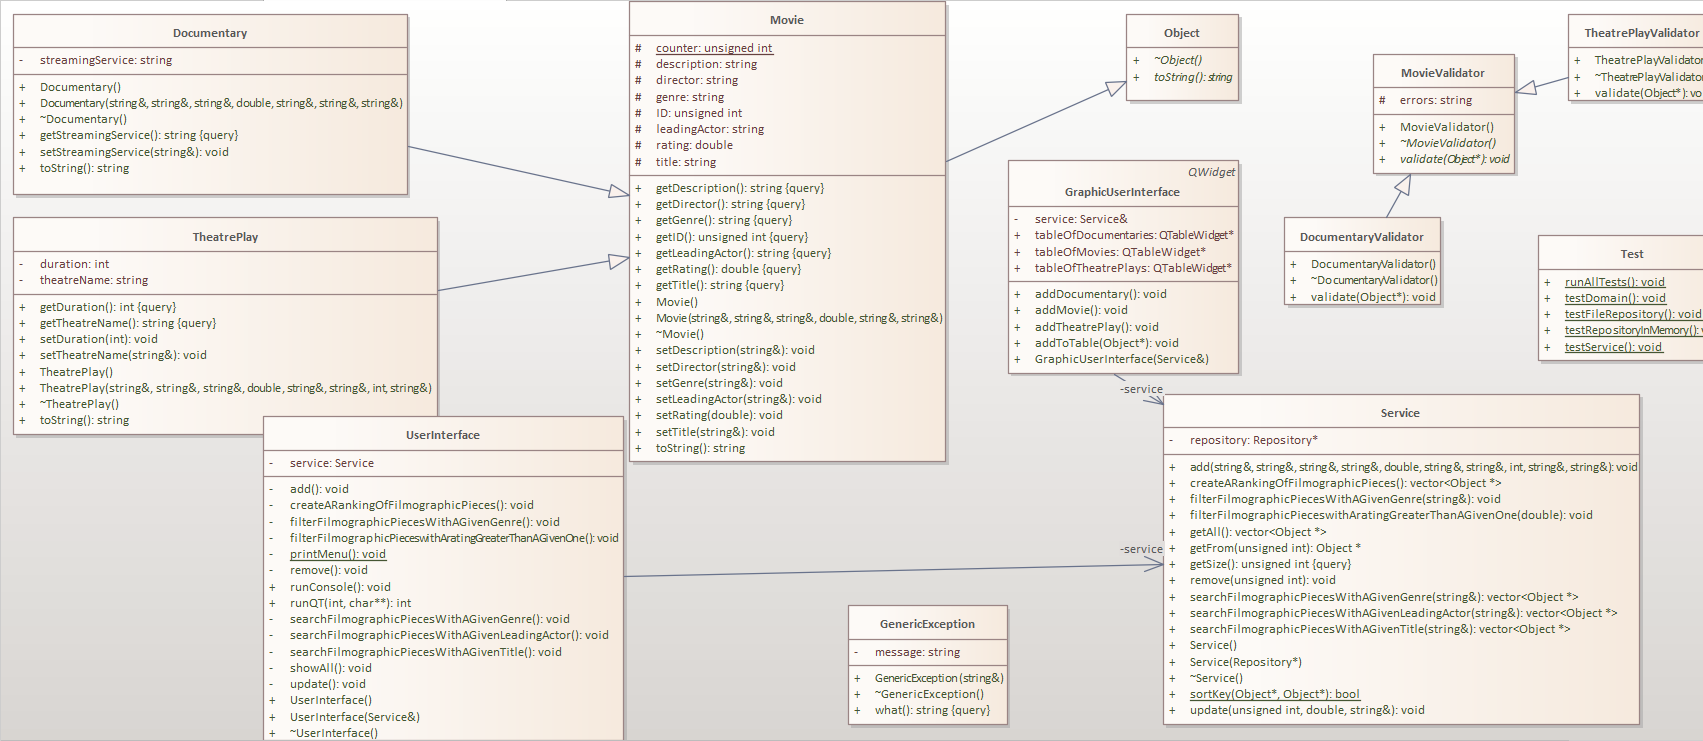 Documentary
- streamingService: string
+ Documentary()
+ Documentary(string&, string&, string&, double, string&, string&, string&)
+ ~Documentary()
+ getStreamingService(): string {query}
+ setStreamingService(string&): void
+ toString(): string
TheatrePlay
- duration: int
- theatreName: string
+ getDuration(): int {query}
+ getTheatreName(): string {query}
+ setDuration(int): void
+ setTheatreName(string&): void
+ TheatrePlay()
+ TheatrePlay(string&, string&, string&, double, string&, string&, int, string&)
+ ~TheatrePlay()
+ toString(): string
UserInterface
- service: Service
- add(): void
- createARankingOfFilmographicPieces(): void
- filterFilmographicPiecesWithAGivenGenre(): void
- filterFilmographicPieceswithAratingGreaterThanAGivenOne(): void
- printMenu(): void
- remove(): void
+ runConsole(): void
+ runQT(int, char**): int
- searchFilmographicPiecesWithAGivenGenre(): void
- searchFilmographicPiecesWithAGivenLeadingActor(): void
- searchFilmographicPiecesWithAGivenTitle(): void
- showAll(): void
- update(): void
+ UserInterface()
+ UserInterface(Service&)
+ ~UserInterface()
Movie
# counter: unsigned int
# description: string
# director: string
# genre: string
# ID: unsigned int
# leadingActor: string
# rating: double
# title: string
+ getDescription(): string {query}
+ getDirector(): string {query}
+ getGenre(): string {query}
+ getID(): unsigned int {query}
+ getLeadingActor(): string {query}
+ getRating(): double {query}
+ getTitle(): string {query}
+ Movie()
+ Movie(string&, string&, string&, double, string&, string&)
+ ~Movie()
+ setDescription(string&): void
+ setDirector(string&): void
+ setGenre(string&): void
+ setLeadingActor(string&): void
+ setRating(double): void
+ setTitle(string&): void
+ toString(): string
Object
+ ~Object()
+ toString(): string
QWidget
GraphicUserInterface
- service: Service&
+ tableOfDocumentaries: QTableWidget*
+ tableOfMovies: QTableWidget*
+ tableOfTheatrePlays: QTableWidget*
+ addDocumentary(): void
+ addMovie(): void
+ addTheatrePlay(): void
+ addToTable(Object*): void
+ GraphicUserInterface(Service&)
-service
-service
GenericException
- message: string
+ GenericException(string&)
+ ~GenericException()
+ what(): string {query}
MovieValidator
# errors: string
+ MovieValidator()
+ ~MovieValidator()
+ validate(Object*): void
TheatrePlayValidator
+ TheatrePlayValidator
+ ~TheatrePlayValidato
+ validate(Object*): vo
DocumentaryValidator
+ DocumentaryValidator()
+ ~DocumentaryValidator()
+ validate(Object*): void
Test
+ runAllTests(): void
+ testDomain(): void
+ testFileRepository(): void
+ testRepositoryInMemory():
+ testService(): void
Service
- repository: Repository*
+ add(string&, string&, string&, string&, double, string&, string&, int, string&, string&): void
+ createARankingOfFilmographicPieces(): vector<Object *>
+ filterFilmographicPiecesWithAGivenGenre(string&): void
+ filterFilmographicPieceswithAratingGreaterThanAGivenOne(double): void
+ getAll(): vector<Object *>
+ getFrom(unsigned int): Object *
+ getSize(): unsigned int {query}
+ remove(unsigned int): void
+ searchFilmographicPiecesWithAGivenGenre(string&): vector<Object *>
+ searchFilmographicPiecesWithAGivenLeadingActor(string&): vector<Object *>
+ searchFilmographicPiecesWithAGivenTitle(string&): vector<Object *>
+ Service()
+ Service(Repository*)
+ ~Service()
+ sortKey(Object*, Object*): bool
+ update(unsigned int, double, string&): void